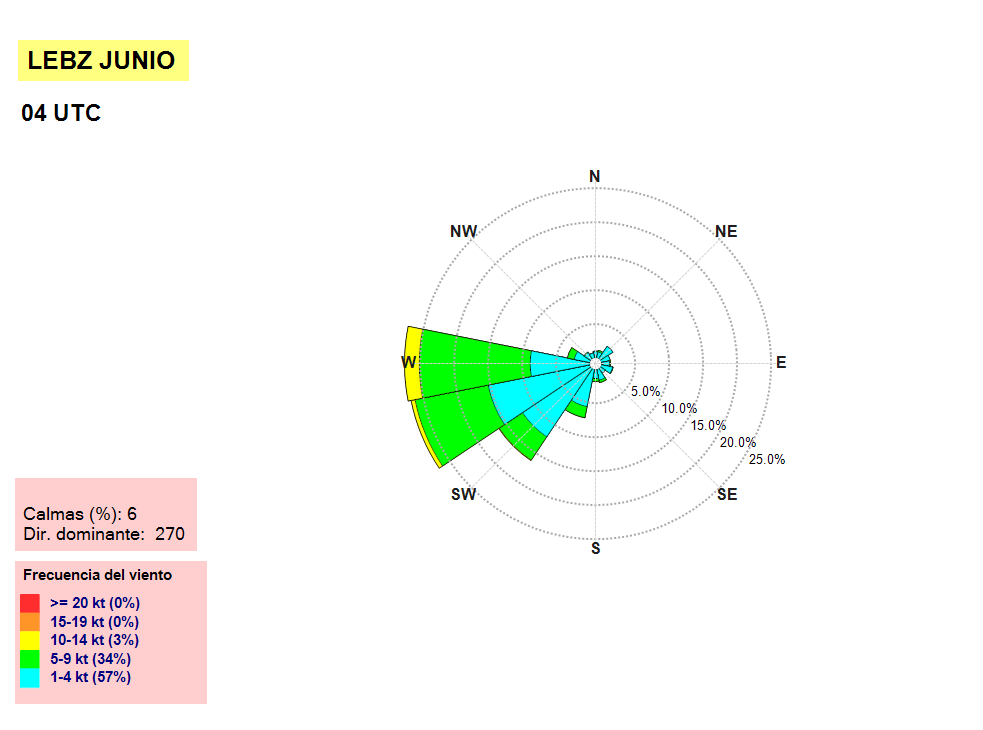 LEBZ JUNIO
04 UTC
N
NW
NE
W
E
5.0%
10.0%
15.0%
20.0%
25.0%
SW
SE
S
Calmas (%): 6
Dir. dominante: 270
Frecuencia del viento
>= 20 kt (0%)
15-19 kt (0%)
10-14 kt (3%)
5-9 kt (34%)
1-4 kt (57%)